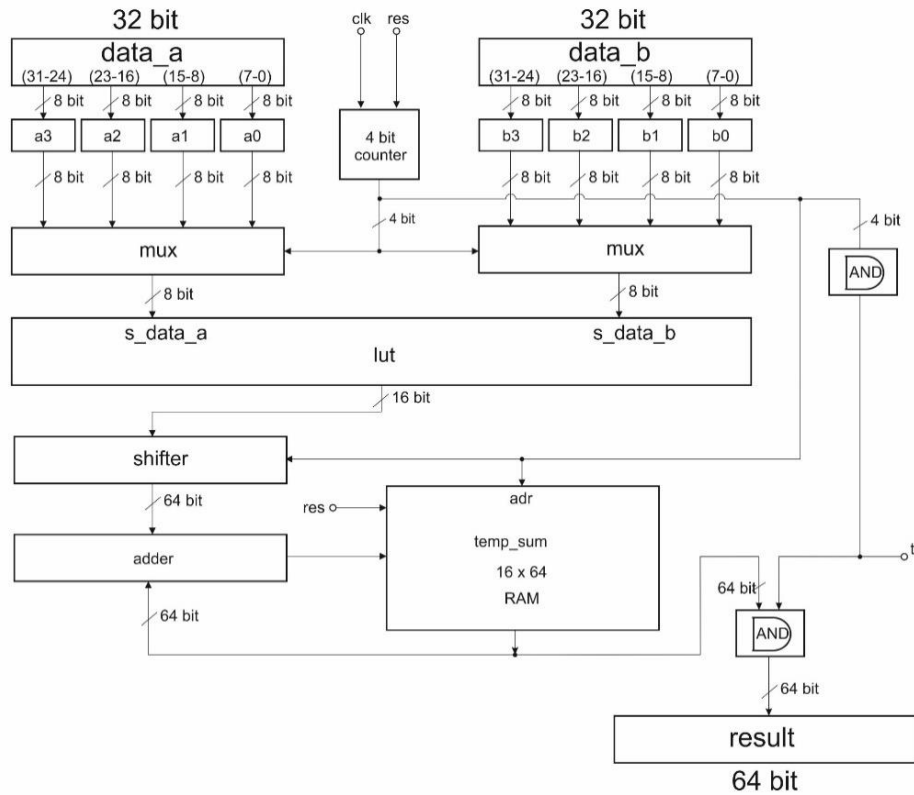 32 bit
clk res
32 bit
data_a
data_b
(31-24) (23-16) (15-8) (7-0)
(31-24) (23-16) (15-8) (7-0)
8 bit 8 bit 8 bit 8 bit
8 bit 8 bit 8 bit 8 bit
a3 a2 a1 a0
4 bit
counter
b3 b2 b1 b0
8 bit 8 bit 8 bit 8 bit
8 bit 8 bit 8 bit 8 bit
4 bit
4 bit
mux
mux
AND
8 bit
8 bit
s_data_a
s_data_b
lut
16 bit
shifter
64 bit
adr
res
temp_sum
adder
16 x 64
RAM
t
64 bit
64 bit
AND
64 bit
result
64 bit